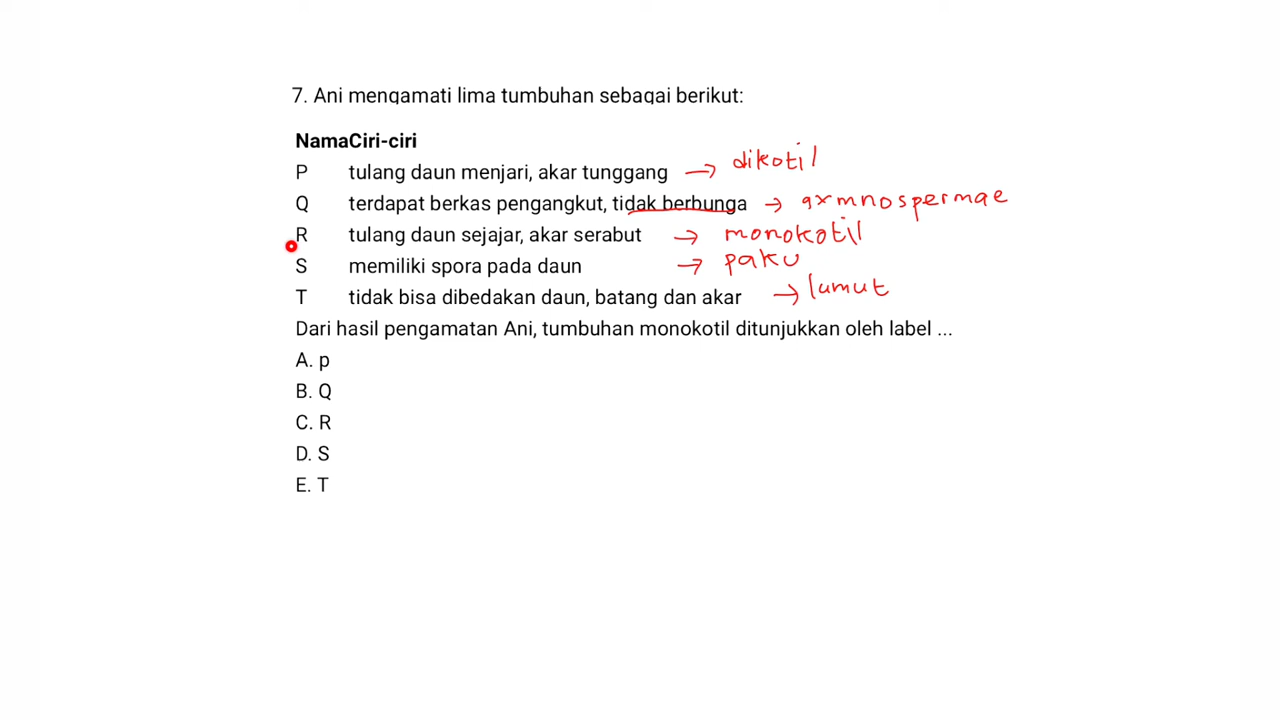 7. Ani mengamati lima tumbuhan sebagai berikut:
NamaCiri-ciri
P tulang daun menjari, akar tunggang → dikotil
Q terdapat berkas pengangkut, tidak berbunga → gymnospermae
R tulang daun sejajar, akar serabut → monokotil
S memiliki spora pada daun → paku
T tidak bisa dibedakan daun, batang dan akar → lumut
Dari hasil pengamatan Ani, tumbuhan monokotil ditunjukkan oleh label ...
A. p
B. Q
C. R
D. S
E. T